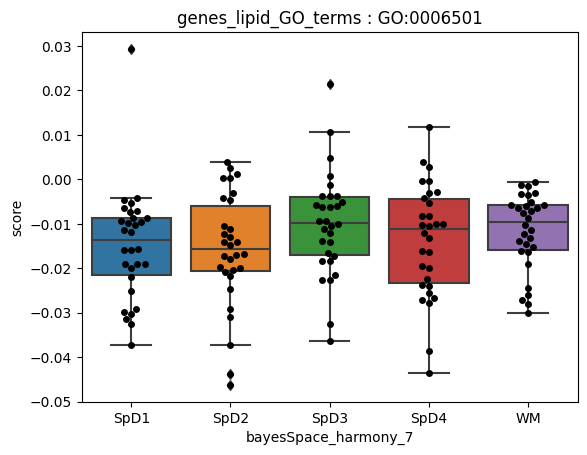 genes_lipid_GO_terms : GO:0006501
0.03
0.02
0.01
0.00
−0.01
−0.02
−0.03
−0.04
−0.05
score
SpD1 SpD2 SpD3 SpD4 WM
bayesSpace_harmony_7